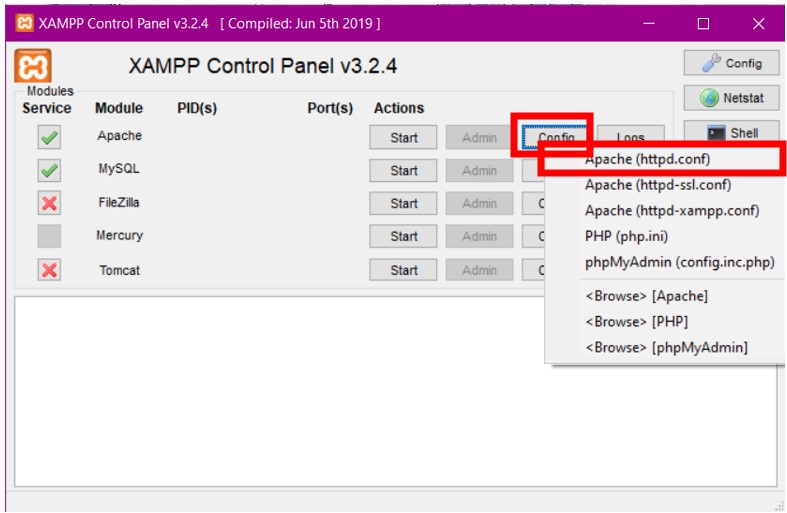 XAMPP Control Panel v3.2.4 [ Compiled: Jun 5th 2019 ]
XAMPP Control Panel v3.2.4
Config
Modules
Netstat
Service Module PID(s) Port(s) Actions
Apache Start Admin Config Logs Shell
MySQL Start Admin
FileZilla Start Admin
Mercury Start Admin
Tomcat Start Admin
Apache (httpd.conf)
Apache (httpd-ssl.conf)
Apache (httpd-xampp.conf)
PHP (php.ini)
phpMyAdmin (config.inc.php)
<Browse> [Apache]
<Browse> [PHP]
<Browse> [phpMyAdmin]